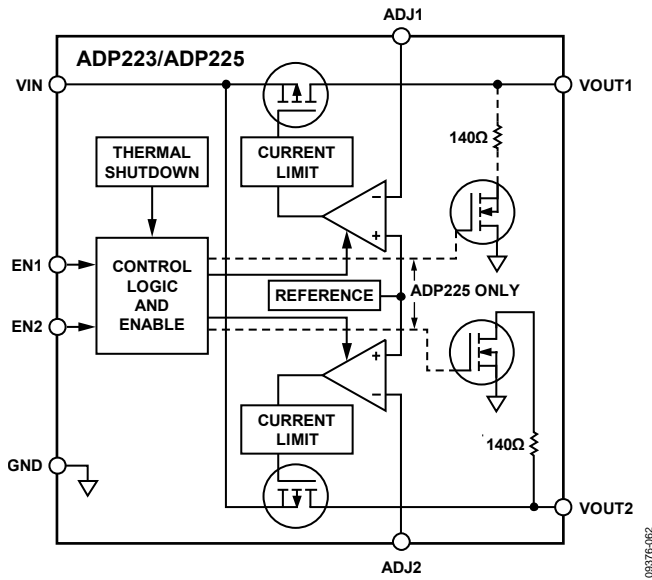 ADJ1
ADP223/ADP225
VIN
VOUT1
140Ω
THERMAL
SHUTDOWN
CURRENT
LIMIT
−
+
EN1
CONTROL
LOGIC
AND
ENABLE
REFERENCE
ADP225 ONLY
EN2
+
−
CURRENT
LIMIT
140Ω
GND
VOUT2
ADJ2
09376-062